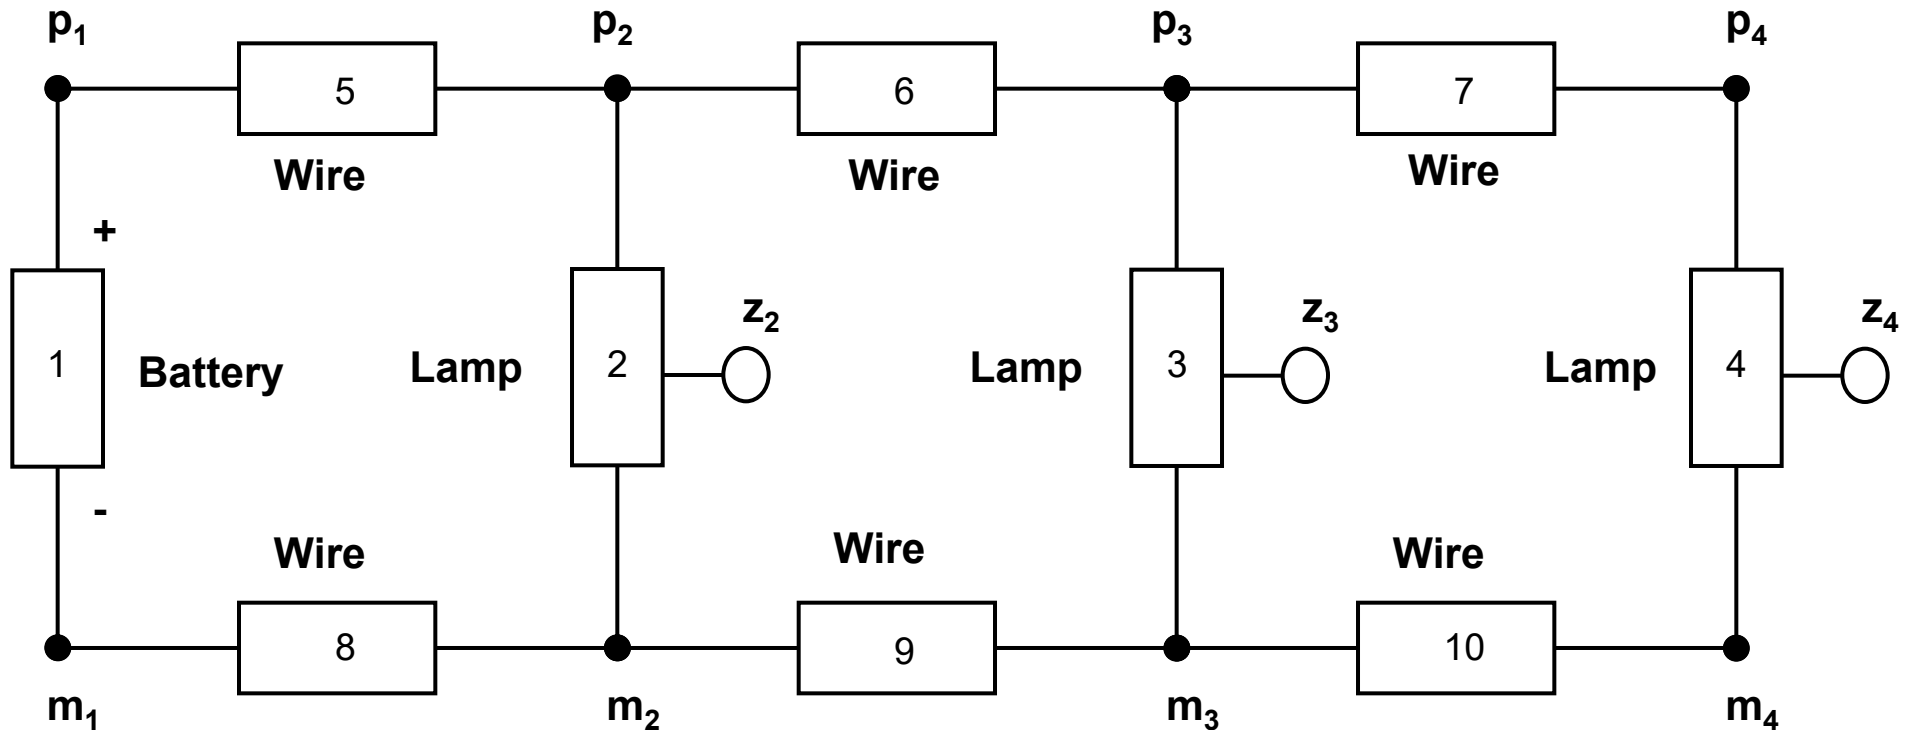 p1 p2 p3 p4
5 6 7
Wire Wire Wire
+
z2 z3 z4
1 Battery Lamp 2 Lamp 3 Lamp 4
-
Wire Wire Wire
8 9 10
m1 m2 m3 m4